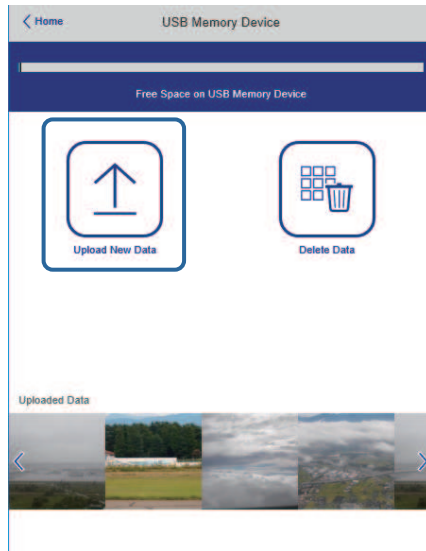 Home
USB Memory Device
Free Space on USB Memory Device
Upload New Data
Delete Data
Uploaded Data